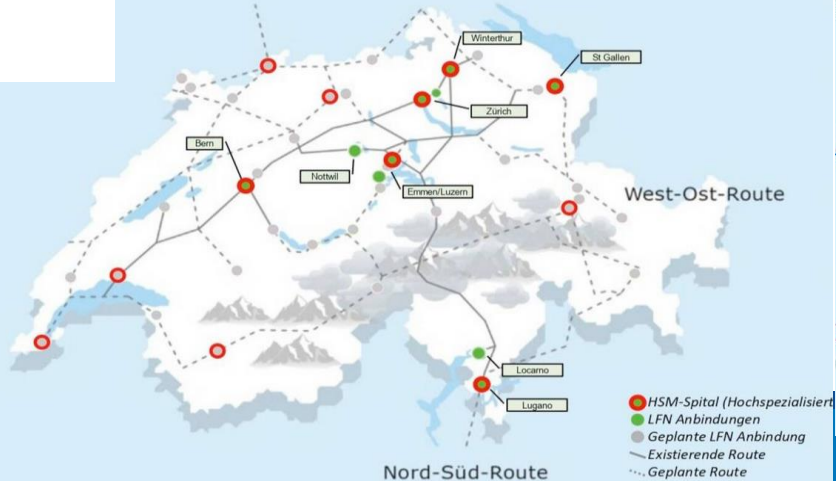 Winterthur
St Gallen
Zürich
Bern
Nottwil
Emmen/Luzern
West-Ost-Route
Locarno
Lugano
HSM-Spital (Hochspezialisiert
LFN Anbindungen
Geplante LFN Anbindung
Existierende Route
Geplante Route
Nord-Süd-Route